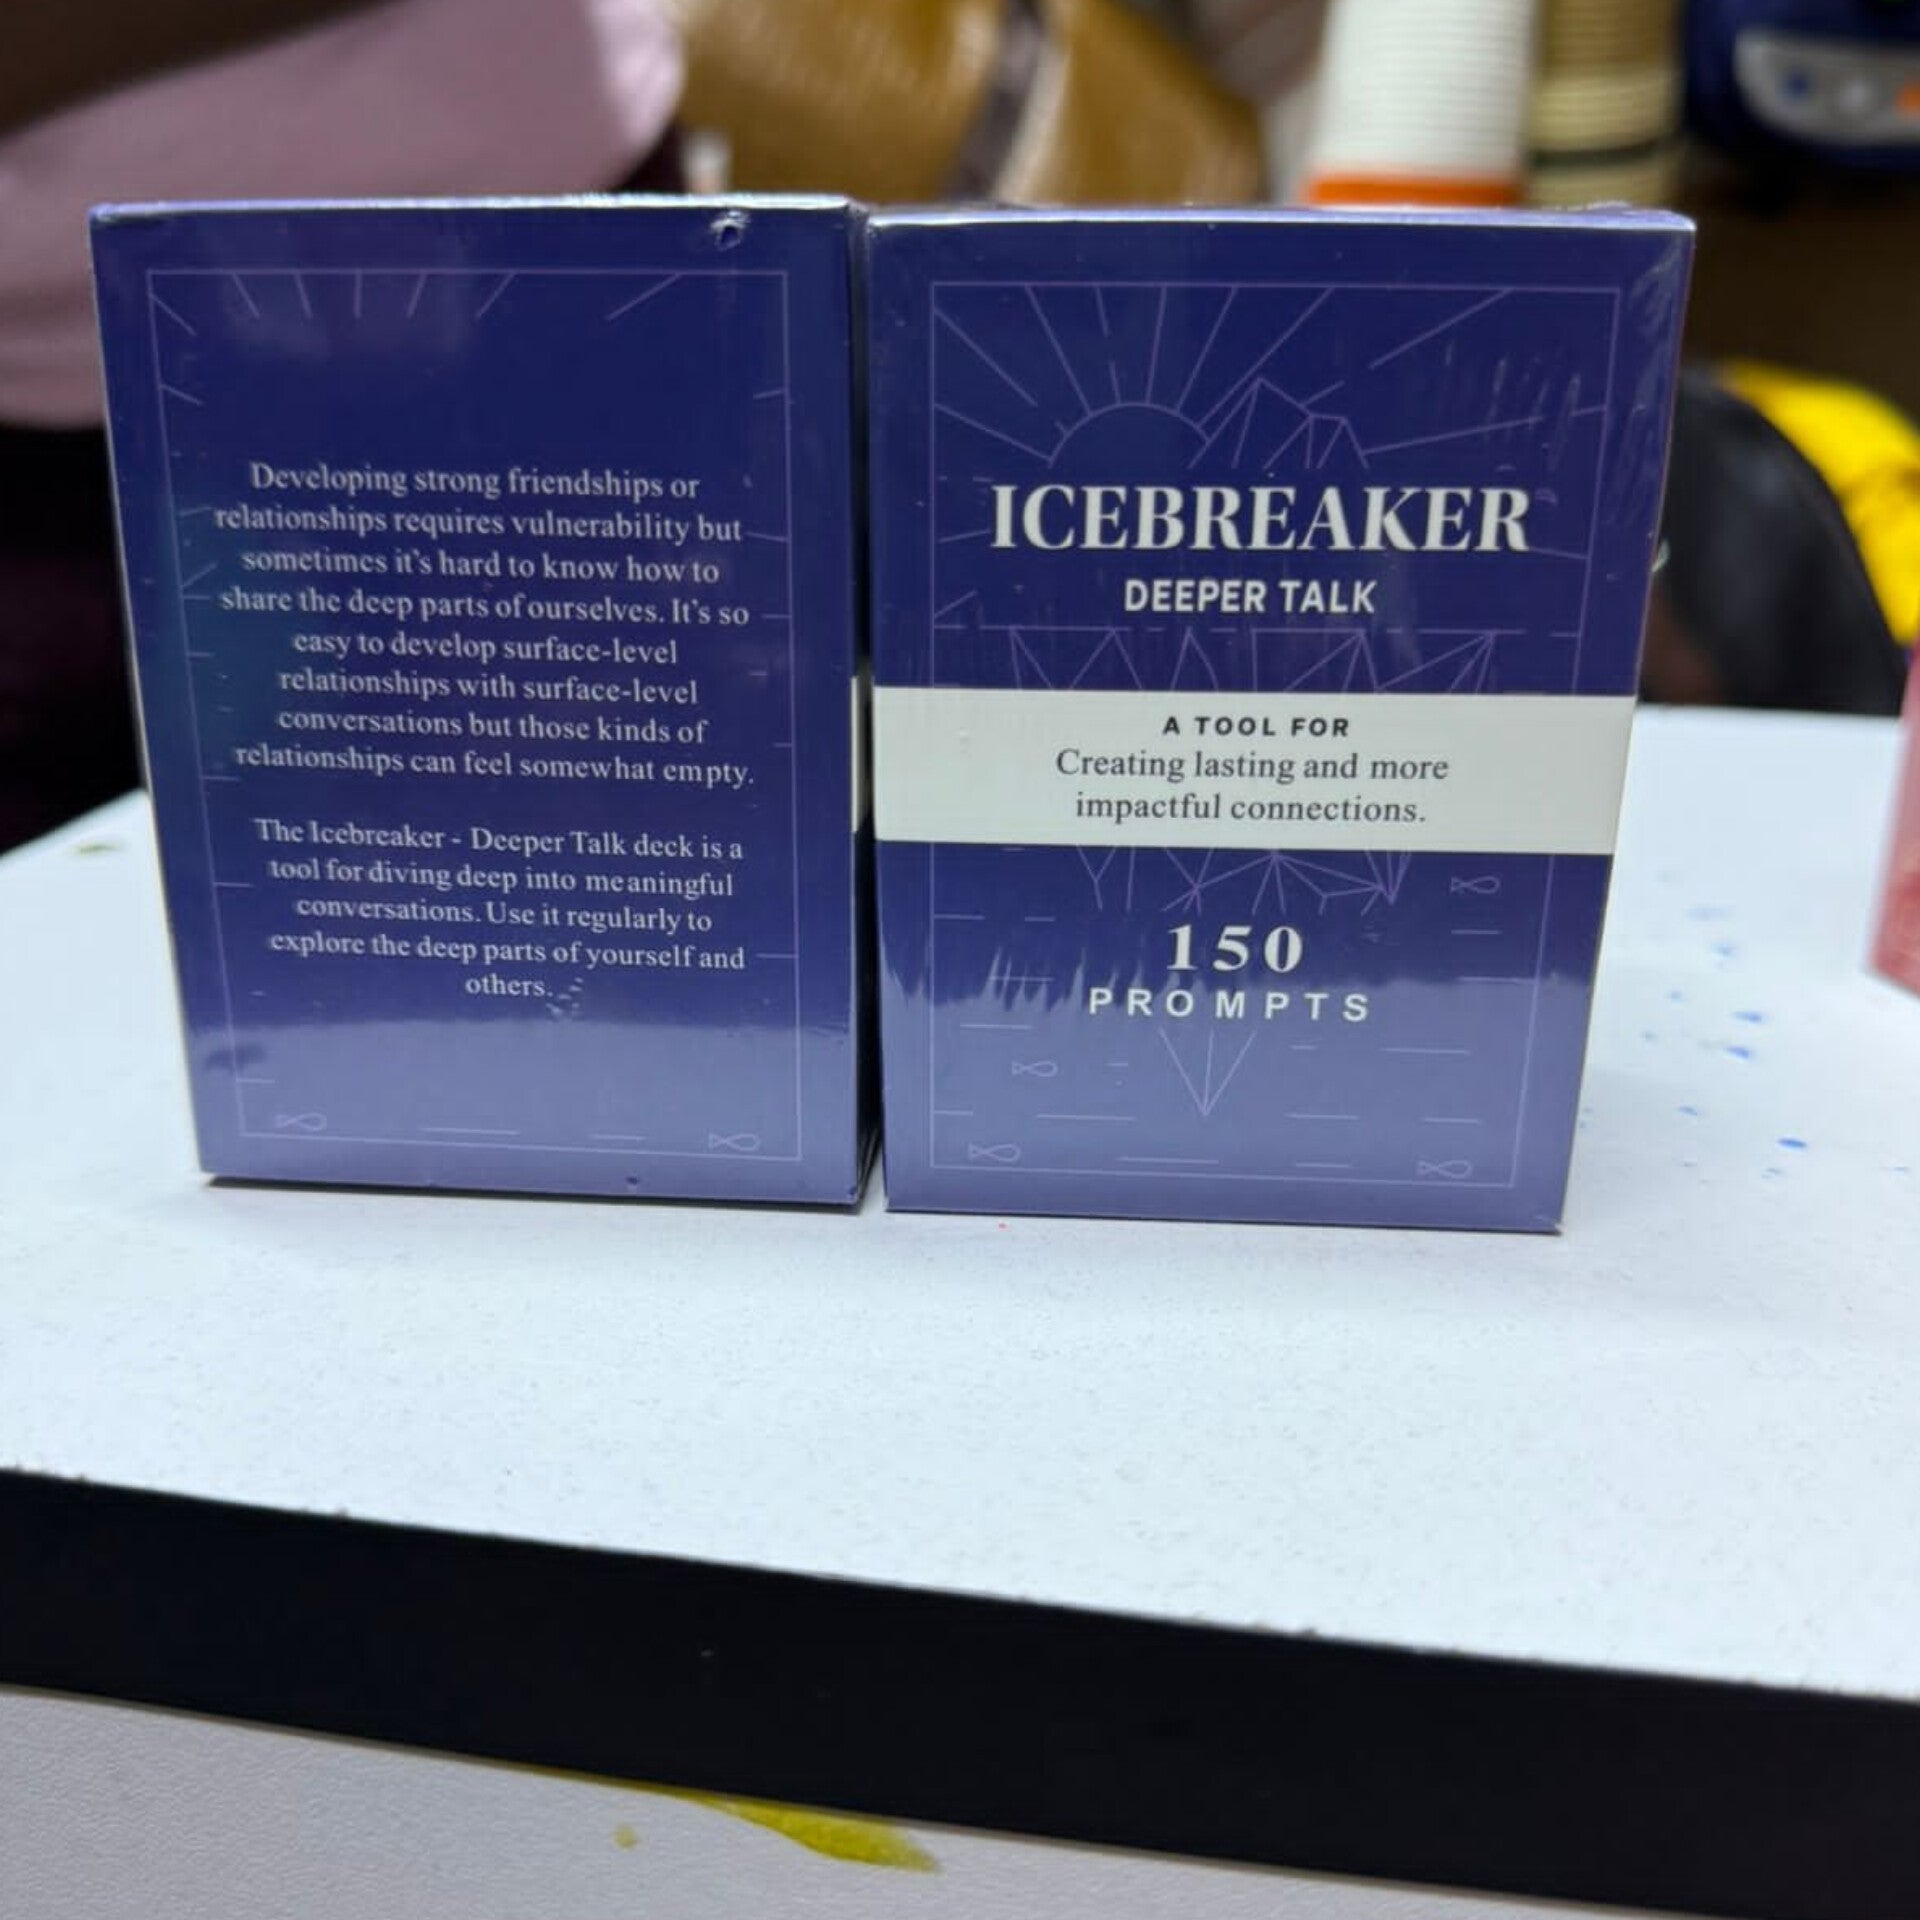 Developing strong friendships or
relationships requires vulnerability but
sometimes it's hard to know how to
share the deep parts of ourselves. It's so
easy to develop surface-level
relationships with surface-level
conversations but those kinds of
relationships can feel somewhat empty.
The Icebreaker - Deeper Talk deck is a
tool for diving deep into meaningful
conversations. Use it regularly to
explore the deep parts of yourself and
others.
ICEBREAKER
DEEPER TALK
A TOOL FOR
Creating lasting and more
impactful connections.
150
PROMPTS